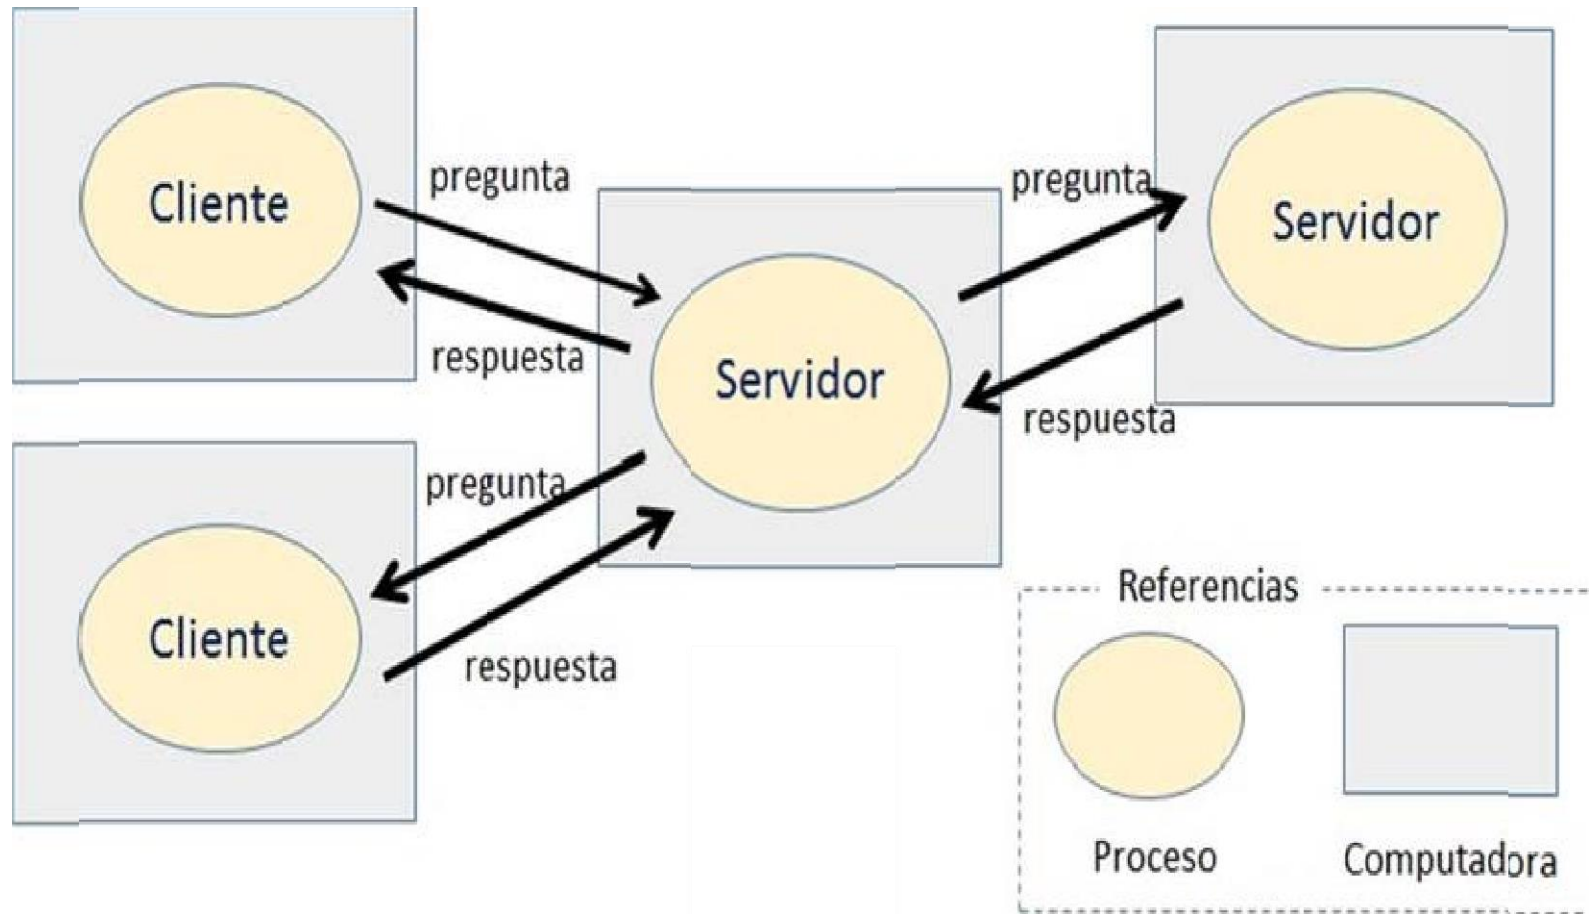 Cliente
pregunta
respuesta
Servidor
pregunta
respuesta
Servidor
Cliente
pregunta
respuesta
Referencias
Proceso
Computadora